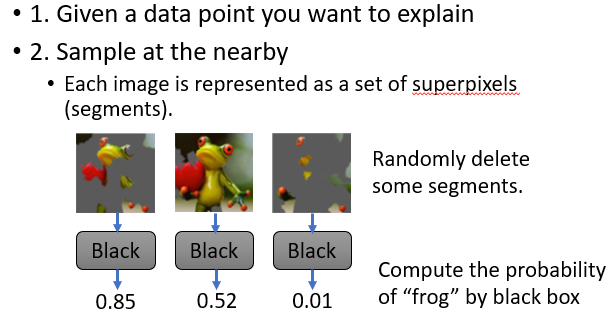 • 1. Given a data point you want to explain
• 2. Sample at the nearby
• Each image is represented as a set of superpixels
(segments).
Randomly delete
some segments.
Black Black Black
Compute the probability
of “frog” by black box
0.85 0.52 0.01